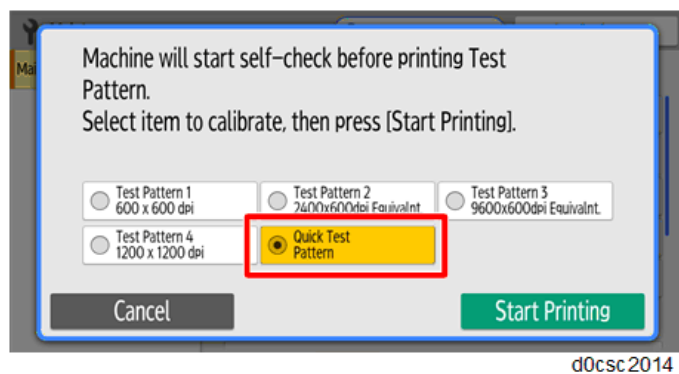 Mai
Machine will start self-check before printing Test
Pattern.
Select item to calibrate, then press [Start Printing].
Test Pattern 1
600 x 600 dpi
Test Pattern 2
2400x600dpi Equivalnt.
Test Pattern 3
9600x600dpi Equivalnt.
Test Pattern 4
1200 x 1200 dpi
Quick Test
Pattern
Cancel
Start Printing
d0csc2014